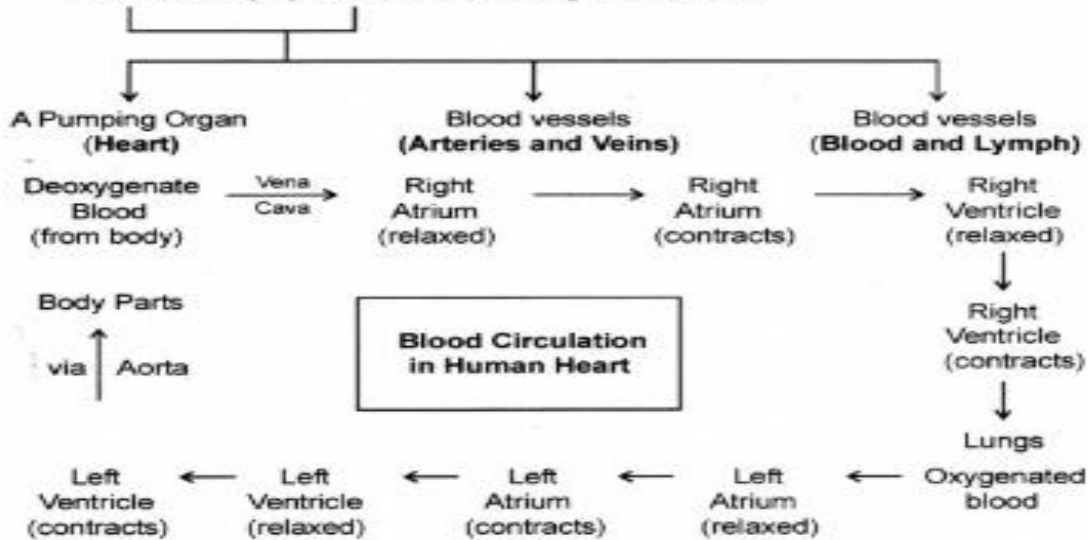 A Pumping Organ Blood vessels Blood vessels
(Heart) (Arteries and Veins) (Blood and Lymph)
Deoxygenate
Blood
(from body)
Vena
Cava
Right
Atrium
(relaxed)
Right
Atrium
(contracts)
Right
Ventricle
(relaxed)
Body Parts
via Aorta
Blood Circulation
in Human Heart
Right
Ventricle
(contracts)
Lungs
Oxygenated
blood
Left
Atrium
(relaxed)
Left
Atrium
(contracts)
Left
Ventricle
(relaxed)
Left
Ventricle
(contracts)